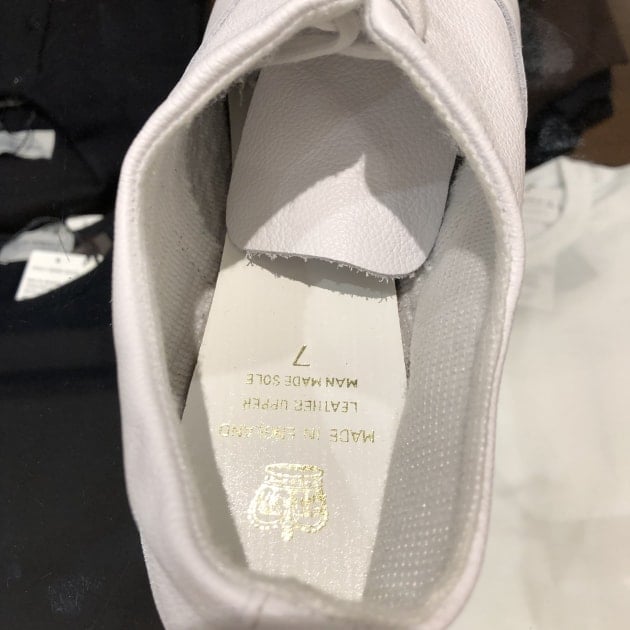 MADE IN ENGLAND
LEATHER UPPER
MAN MADE SOLE
7